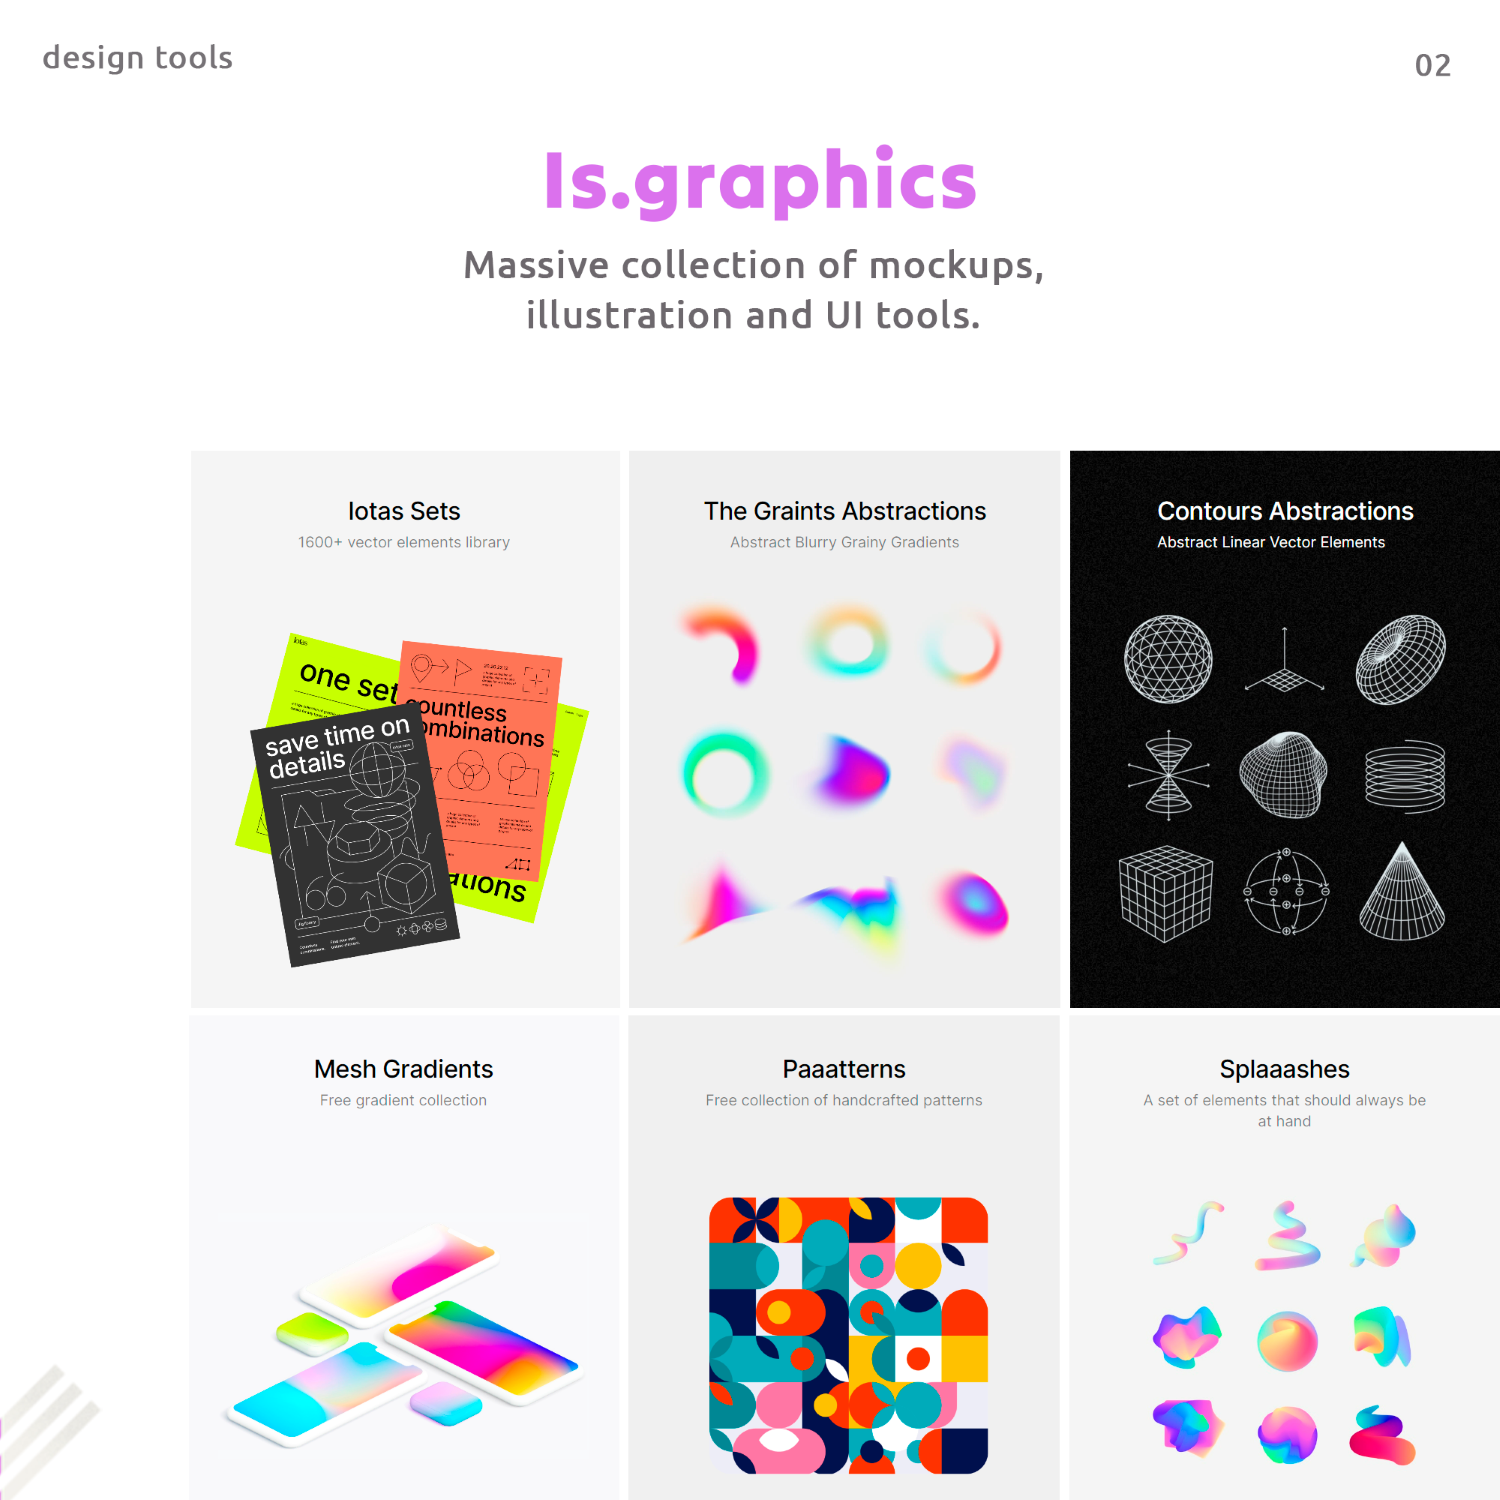 design tools
02
Is.graphics
Massive collection of mockups,
illustration and UI tools.
Iotas Sets
1600+ vector elements library
The Graints Abstractions
Abstract Blurry Grainy Gradients
Contours Abstractions
Abstract Linear Vector Elements
Iotas
one set
countless
combinations
save time on
details
ations
Mesh Gradients
Free gradient collection
Paaatterns
Free collection of handcrafted patterns
Splaaashes
A set of elements that should always be
at hand